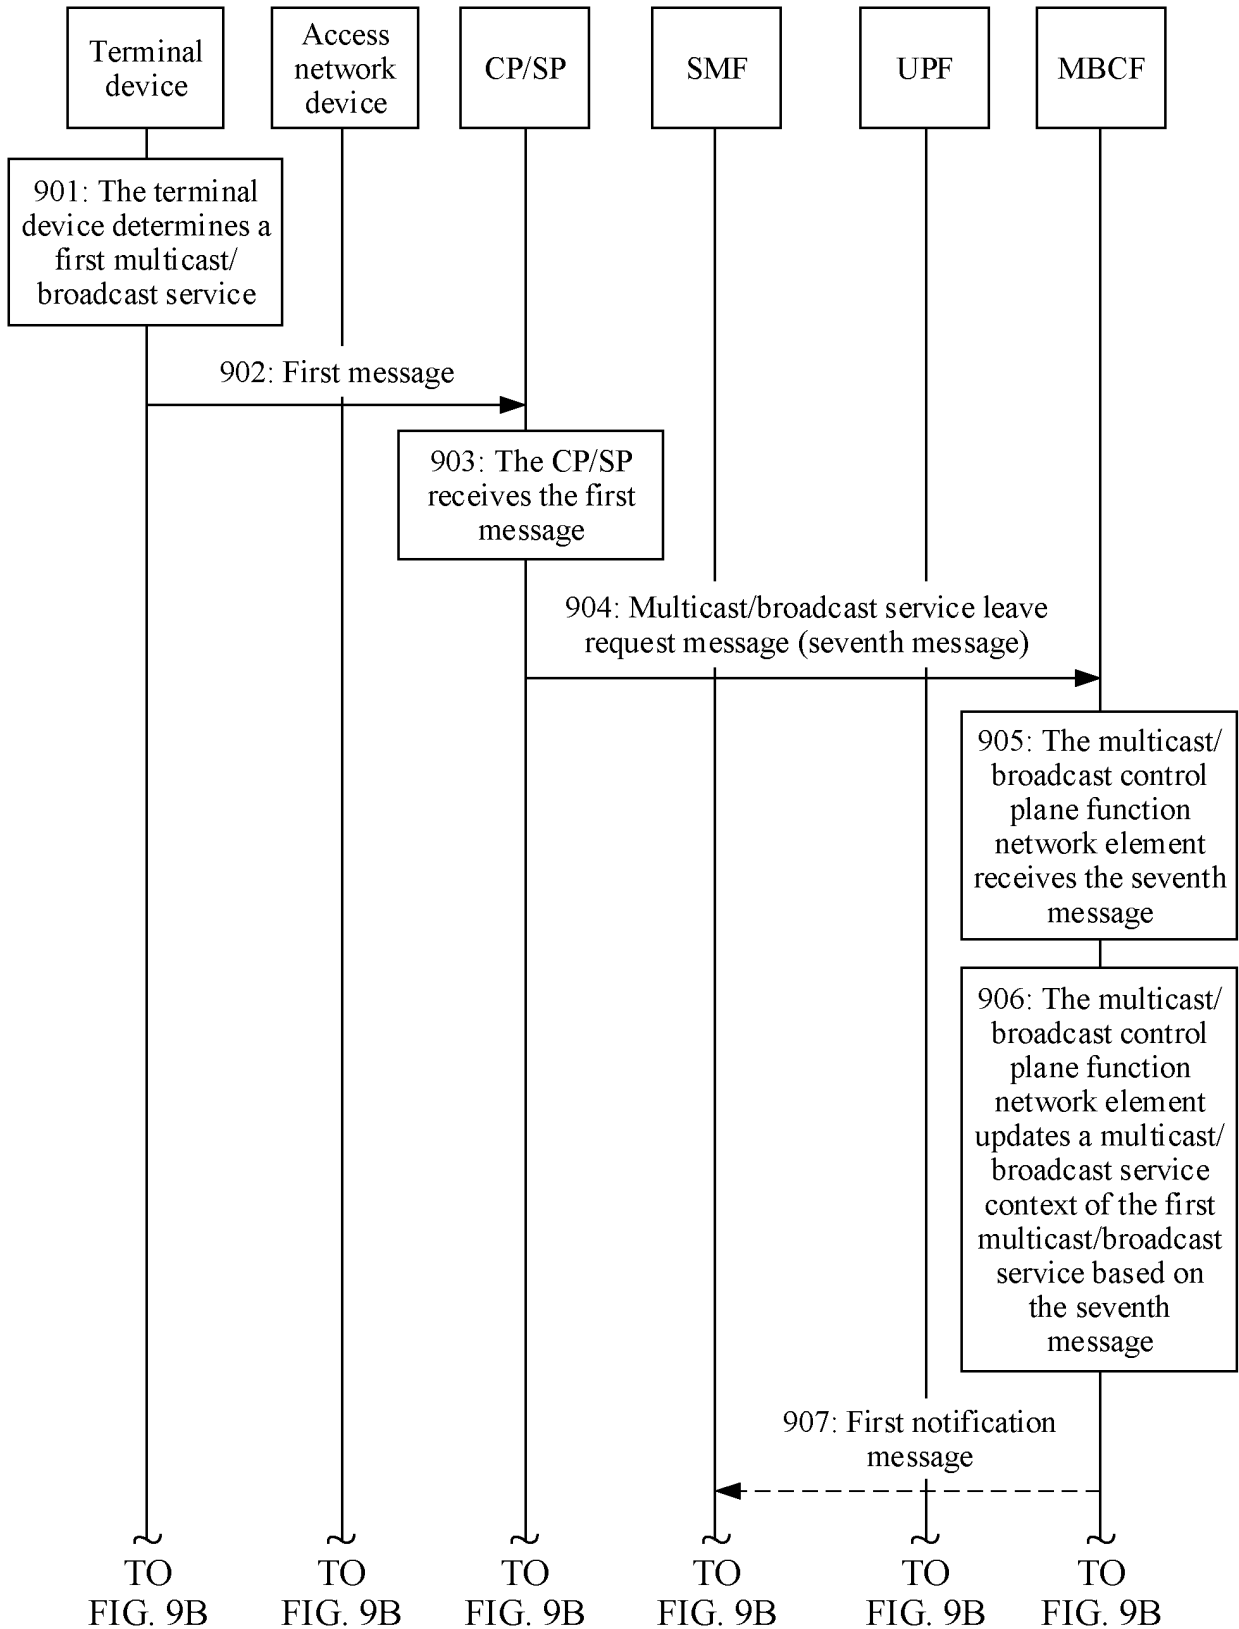 Terminal
device
Access
network
device
CP/SP
SMF
UPF
MBCF
901: The terminal
device determines a
first multicast/
broadcast service
902: First message
903: The CP/SP
receives the first
message
904: Multicast/broadcast service leave
request message (seventh message)
905: The multicast/
broadcast control
plane function
network element
receives the seventh
message
906: The multicast/
broadcast control
plane function
network element
updates a multicast/
broadcast service
context of the first
multicast/broadcast
service based on
the seventh
message
907: First notification
message
TO
FIG. 9B
TO
FIG. 9B
TO
FIG. 9B
TO
FIG. 9B
TO
FIG. 9B
TO
FIG. 9B